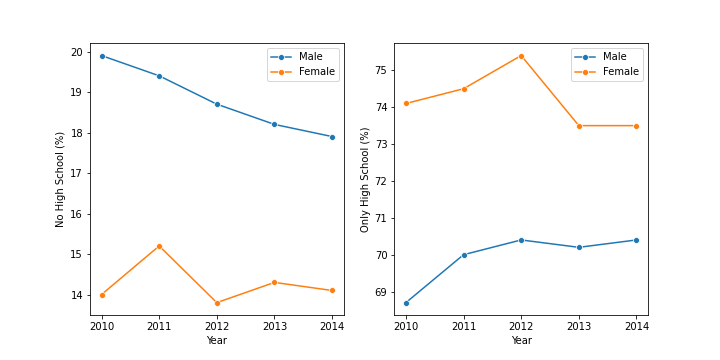 No High School (%)
20
19
18
17
16
15
14
Male
Female
2010 2011 2012 2013 2014
Year
Only High School (%)
75
74
73
72
71
70
69
Male
Female
2010 2011 2012 2013 2014
Year